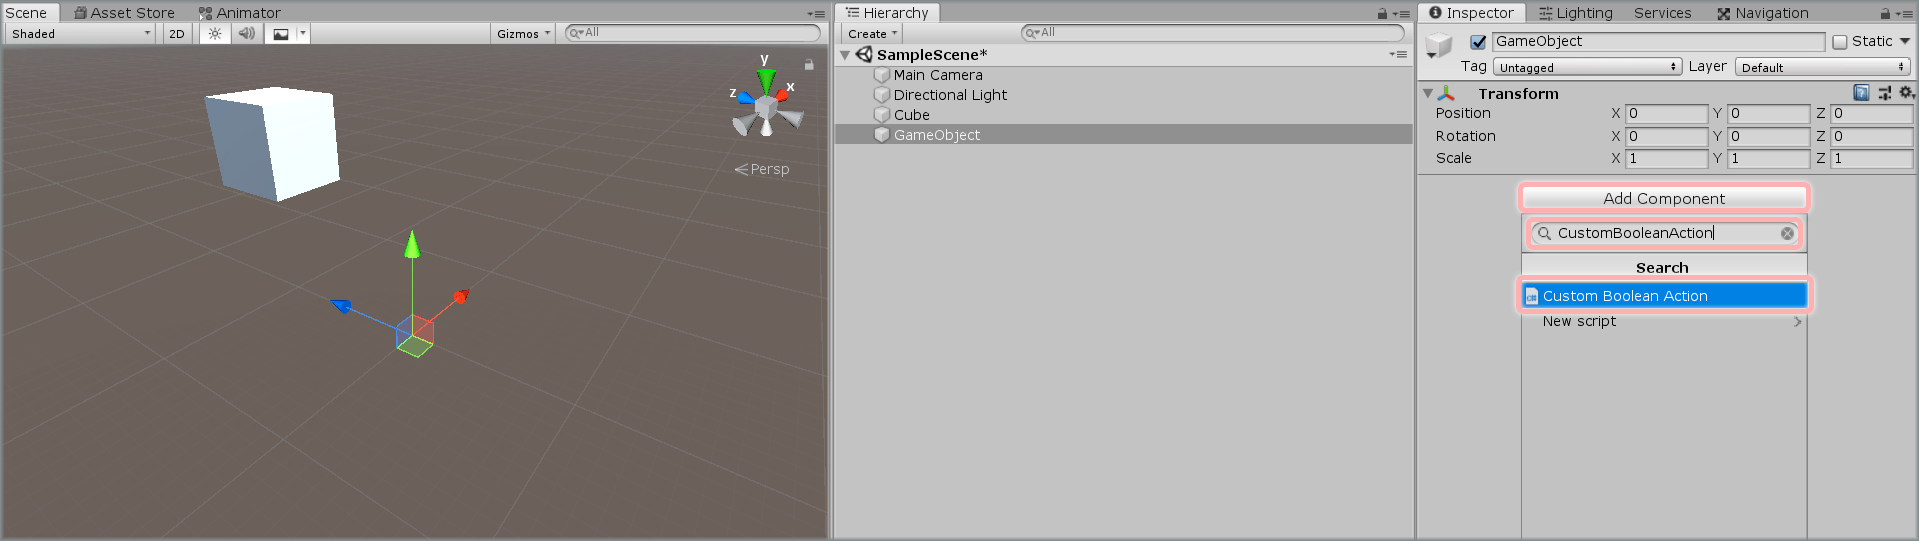 Scene Asset Store Animator
Shaded 2D Gizmos All
y
x
z
Persp
Hierarchy
Create All
SampleScene*
Main Camera
Directional Light
Cube
GameObject
Inspector Lighting Services Navigation
GameObject Static
Tag Untagged Layer Default
Transform
Position X 0 Y 0 Z 0
Rotation X 0 Y 0 Z 0
Scale X 1 Y 1 Z 1
Add Component
CustomBooleanAction
Search
C# Custom Boolean Action
New script